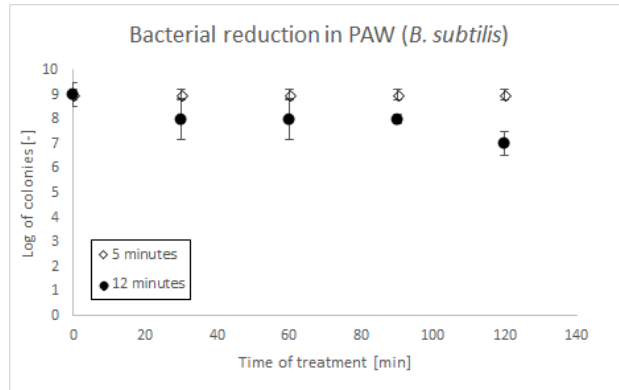 Bacterial reduction in PAW (B. subtilis)
10
9
8
7
6
5
4
3
2
1
0
Log of colonies [-]
5 minutes
12 minutes
0 20 40 60 80 100 120 140
Time of treatment [min]